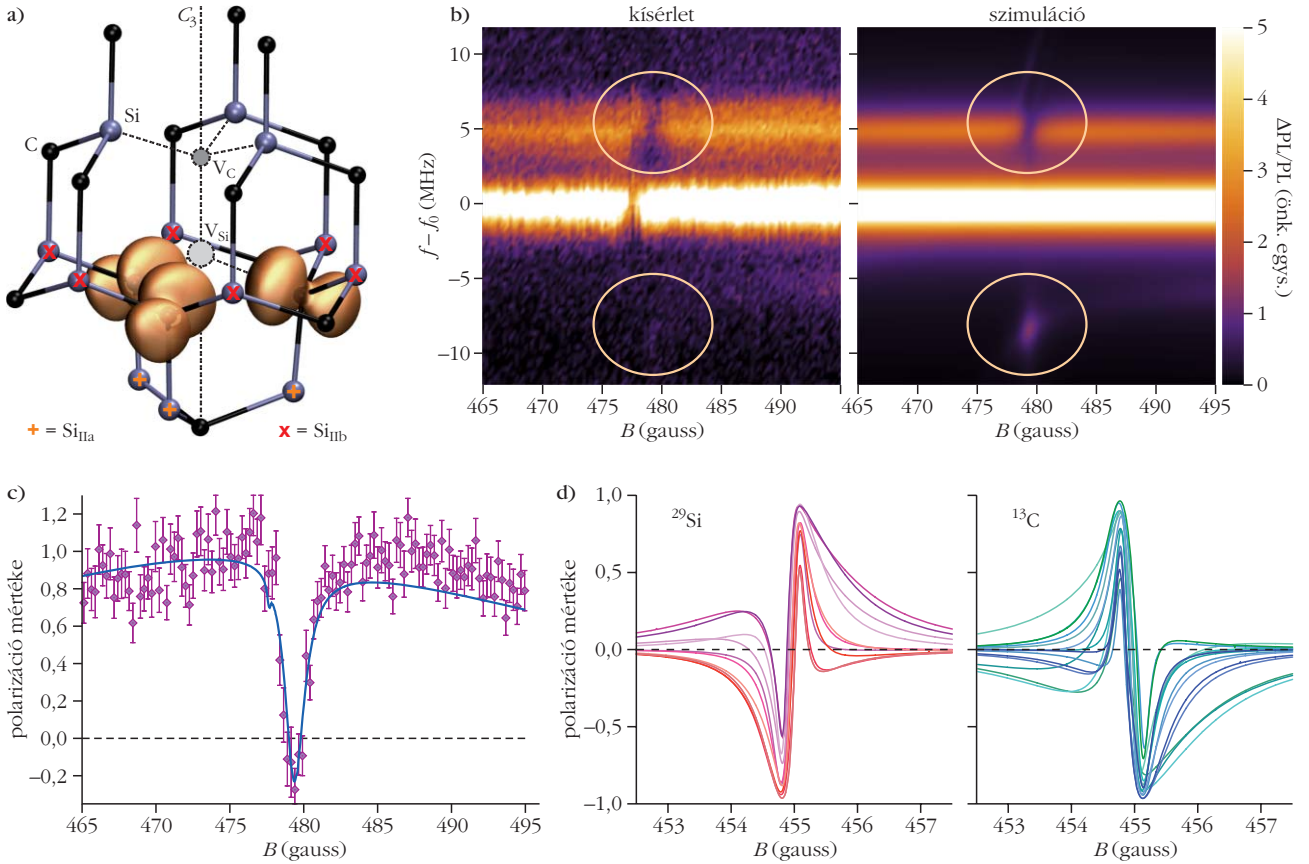 a)
C₃
Si
C
V_C
V_Si
+ = Si_IIa
x = Si_IIb
b)
kísérlet
szimuláció
f – f₀ (MHz)
10
5
0
–5
–10
465 470 475 480 485 490 495
B (gauss)
465 470 475 480 485 490 495
B (gauss)
5
4
3
2
1
0
ΔPL/PL (önk. egys.)
c)
polarizáció mértéke
1,2
1,0
0,8
0,6
0,4
0,2
0,0
–0,2
465 470 475 480 485 490 495
B (gauss)
d)
polarizáció mértéke
1,0
0,5
0,0
–0,5
–1,0
²⁹Si
453 454 455 456 457
B (gauss)
¹³C
453 454 455 456 457
B (gauss)